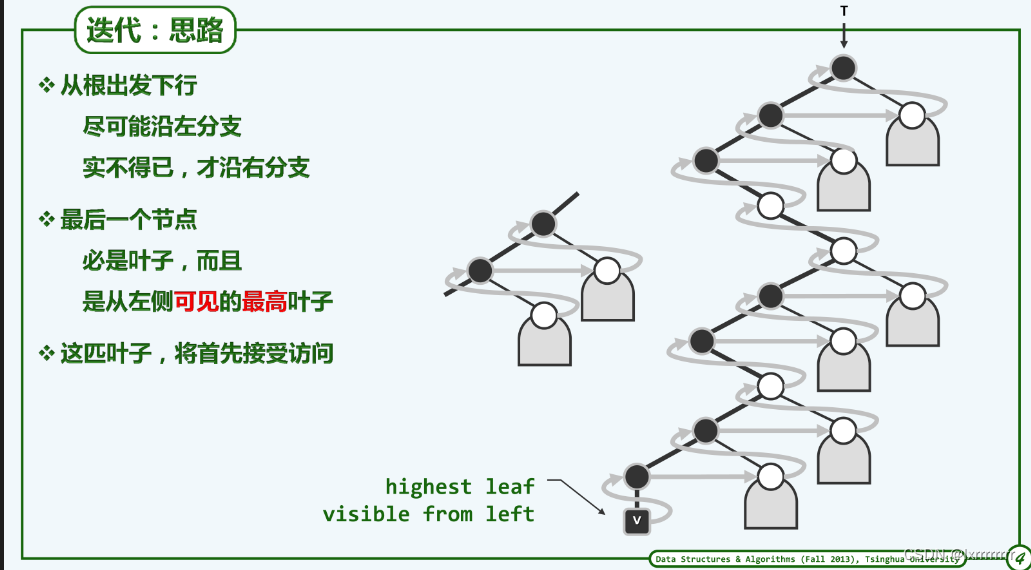 迭代：思路
T
❖ 从根出发下行
尽可能沿左分支
实不得已，才沿右分支
❖ 最后一个节点
必是叶子，而且
是从左侧可见的最高叶子
❖ 这匹叶子，将首先接受访问
highest leaf
visible from left
V
Data Structures & Algorithms (Fall 2013), Tsinghua University
4